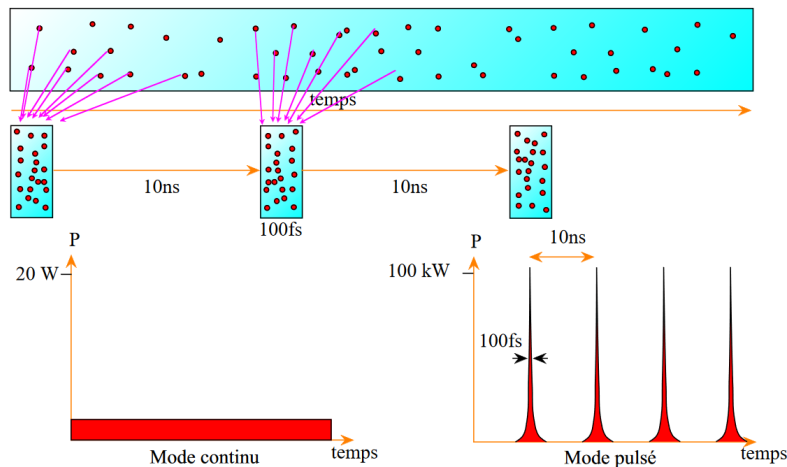 temps
10ns
10ns
100fs
P
20 W
temps
Mode continu
P
10ns
100 kW
100fs
temps
Mode pulsé